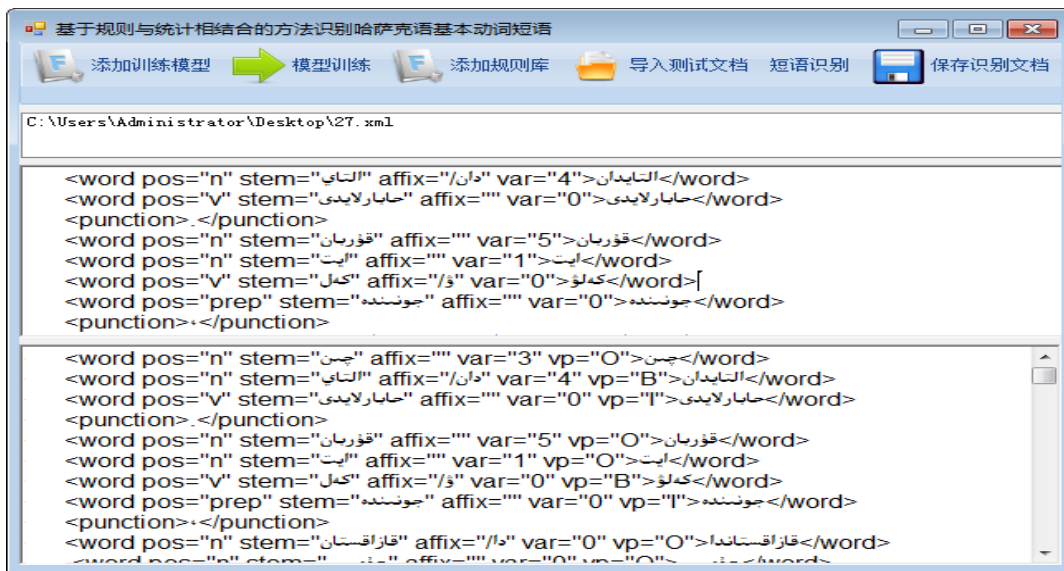 基于规则与统计相结合的方法识别哈萨克语基本动词短语
添加训练模型 模型训练 添加规则库 导入测试文档 短语识别 保存识别文档
C:\Users\Administrator\Desktop\27.xml
<word pos="n" stem="التاي" affix="/دان" var="4">التايدان</word>
<word pos="v" stem="حابارلايدى" affix="" var="0">حابارلايدى</word>
<punction>.</punction>
<word pos="n" stem="قۇربان" affix="" var="5">قۇربان</word>
<word pos="n" stem="ايت" affix="" var="1">ايت</word>
<word pos="v" stem="كەل" affix="/ۋ" var="0">كەلۋ</word>
<word pos="prep" stem="جونىندە" affix="" var="0">جونىندە</word>
<punction>،</punction>
<word pos="n" stem="چىن" affix="" var="3" vp="O">چىن</word>
<word pos="n" stem="التاي" affix="/دان" var="4" vp="B">التايدان</word>
<word pos="v" stem="حابارلايدى" affix="" var="0" vp="I">حابارلايدى</word>
<punction>.</punction>
<word pos="n" stem="قۇربان" affix="" var="5" vp="O">قۇربان</word>
<word pos="n" stem="ايت" affix="" var="1" vp="O">ايت</word>
<word pos="v" stem="كەل" affix="/ۋ" var="0" vp="B">كەلۋ</word>
<word pos="prep" stem="جونىندە" affix="" var="0" vp="I">جونىندە</word>
<punction>،</punction>
<word pos="n" stem="قازاقستان" affix="/دا" var="0" vp="O">قازاقستاندا</word>